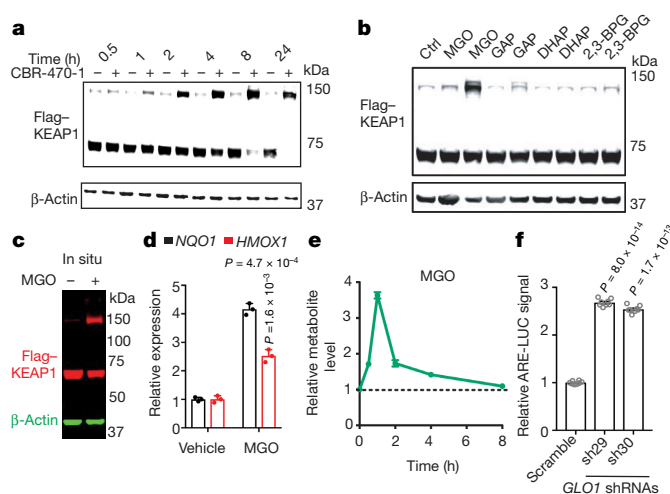 a
Time (h) 0.5 1 2 4 8 24
CBR-470-1 – + – + – + – + – + – +
kDa
150
Flag–
KEAP1
75
β-Actin
37
b
Ctrl MGO MGO GAP GAP DHAP DHAP 2,3-BPG 2,3-BPG
kDa
150
Flag–
KEAP1
75
β-Actin
37
c
In situ
MGO – +
kDa
150
100
Flag–
KEAP1
75
50
β-Actin
37
d
NQO1 HMOX1
P = 4.7 × 10⁻⁴
P = 1.6 × 10⁻³
Relative expression
5
4
3
2
1
0
Vehicle MGO
e
MGO
Relative metabolite
level
4
3
2
1
0
0 2 4 6 8
Time (h)
f
P = 8.0 × 10⁻¹⁴
P = 1.7 × 10⁻¹³
Relative ARE-LUC signal
3
2
1
0
Scramble sh29 sh30
GLO1 shRNAs